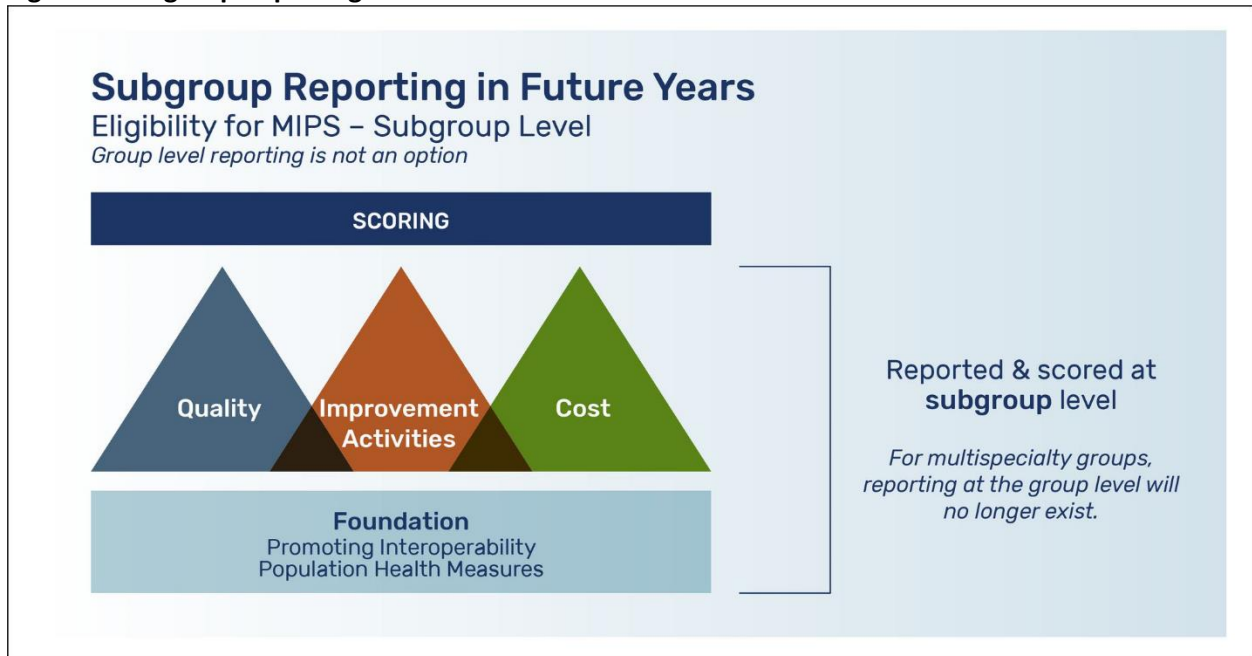 Subgroup Reporting in Future Years
Eligibility for MIPS – Subgroup Level
Group level reporting is not an option
SCORING
Quality
Improvement
Activities
Cost
Foundation
Promoting Interoperability
Population Health Measures
Reported & scored at
subgroup level
For multispecialty groups,
reporting at the group level will
no longer exist.